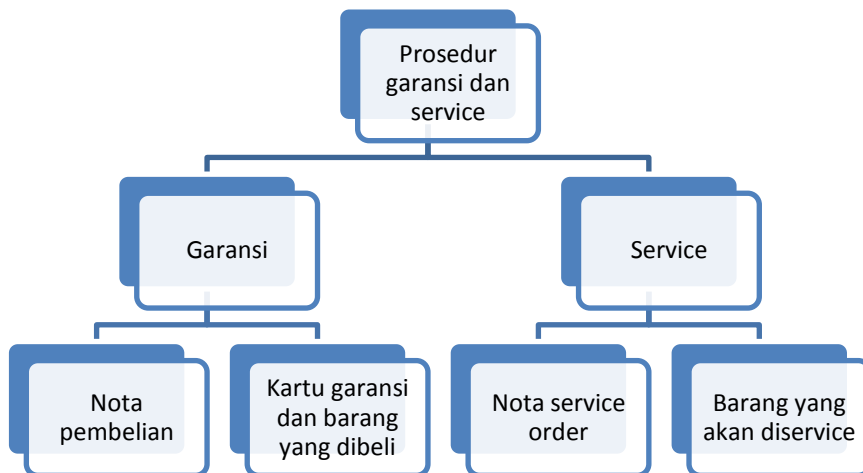 Prosedur
garansi dan
service
Garansi
Service
Nota
pembelian
Kartu garansi
dan barang
yang dibeli
Nota service
order
Barang yang
akan diservice